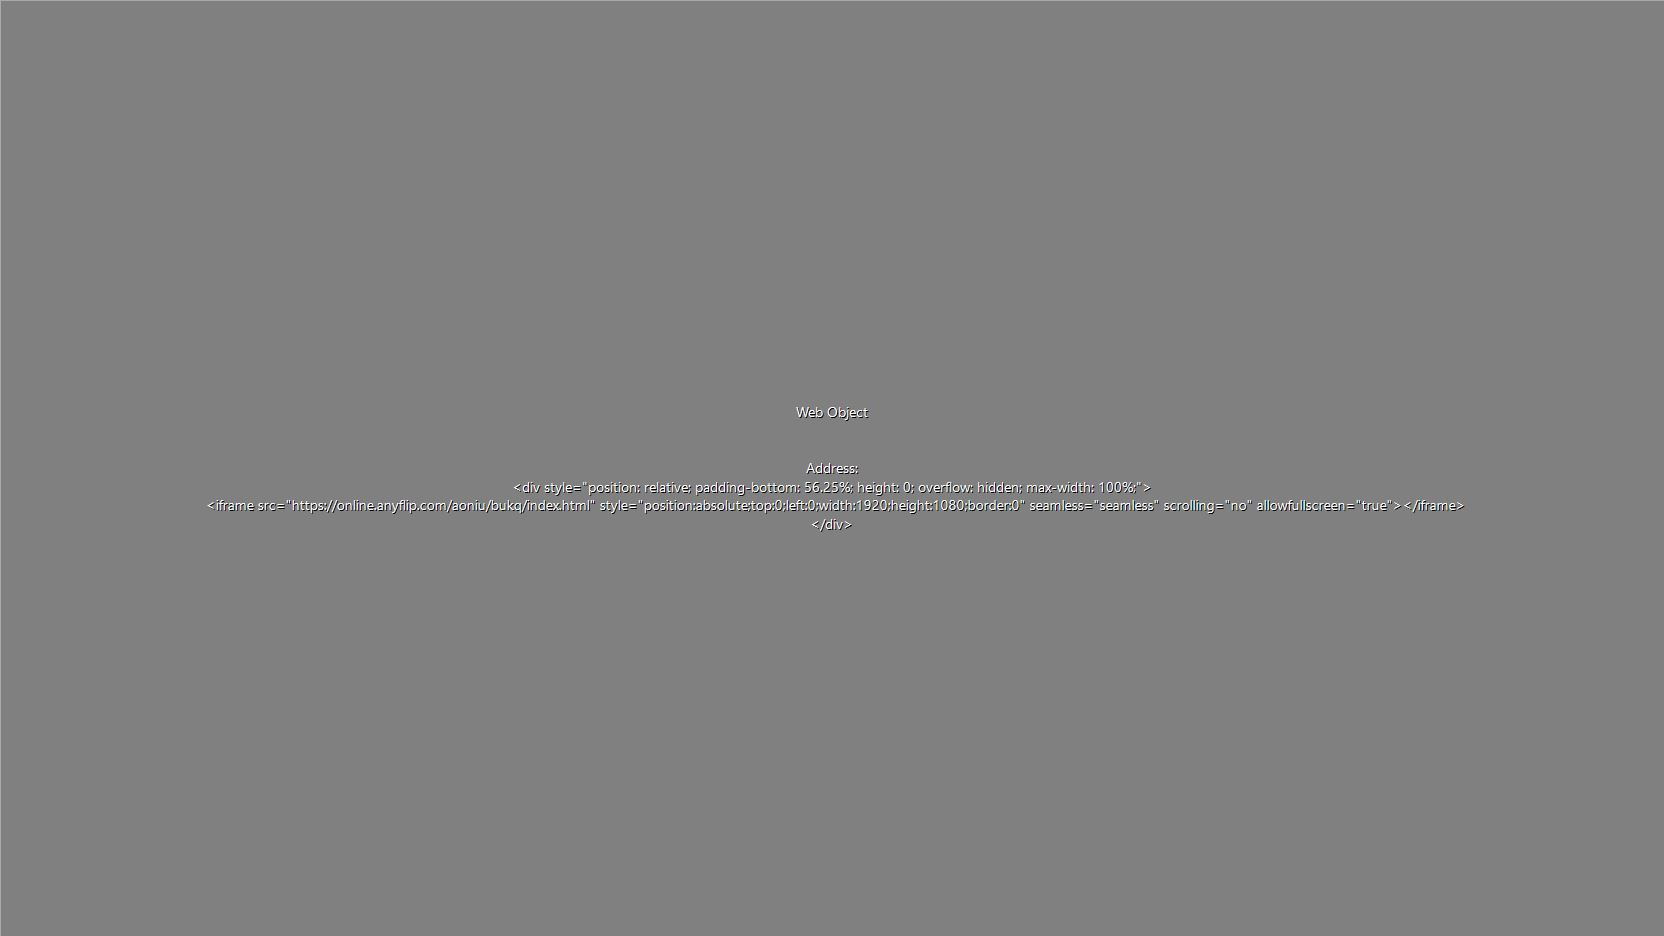 Web Object
Address:
<div style="position: relative; padding-bottom: 56.25%; height: 0; overflow: hidden; max-width: 100%;">
<iframe src="https://online.anyflip.com/aoniu/bukq/index.html" style="position:absolute;top:0;left:0;width:1920;height:1080;border:0" seamless="seamless" scrolling="no" allowfullscreen="true"></iframe>
</div>